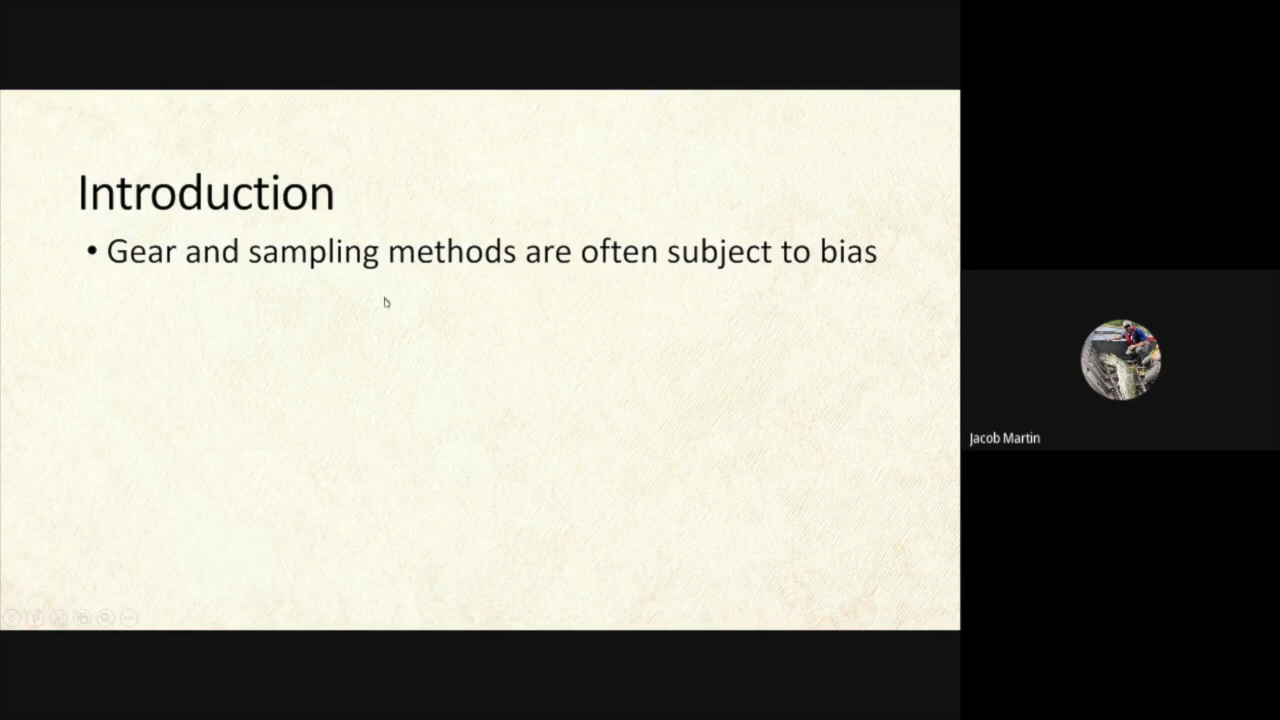 Introduction
• Gear and sampling methods are often subject to bias
Jacob Martin